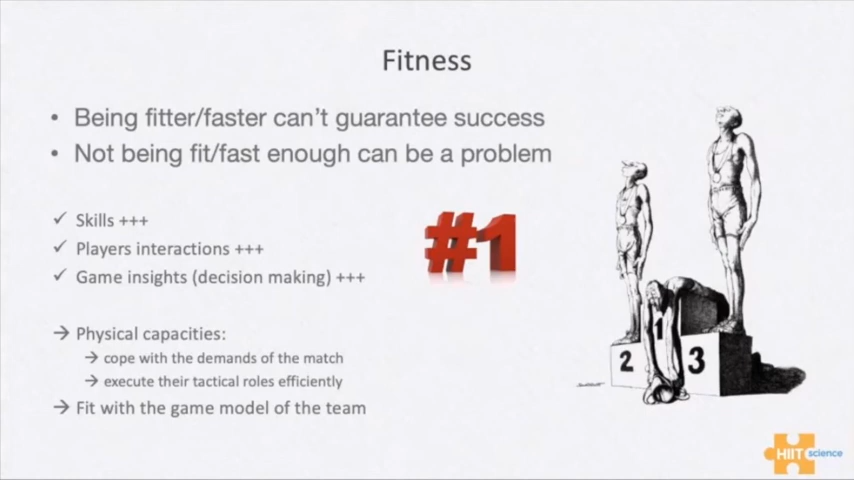 Fitness
• Being fitter/faster can't guarantee success
• Not being fit/fast enough can be a problem
✓ Skills +++
✓ Players interactions +++
✓ Game insights (decision making) +++
#1
→ Physical capacities:
→ cope with the demands of the match
→ execute their tactical roles efficiently
→ Fit with the game model of the team
1
2
3
HIIT science